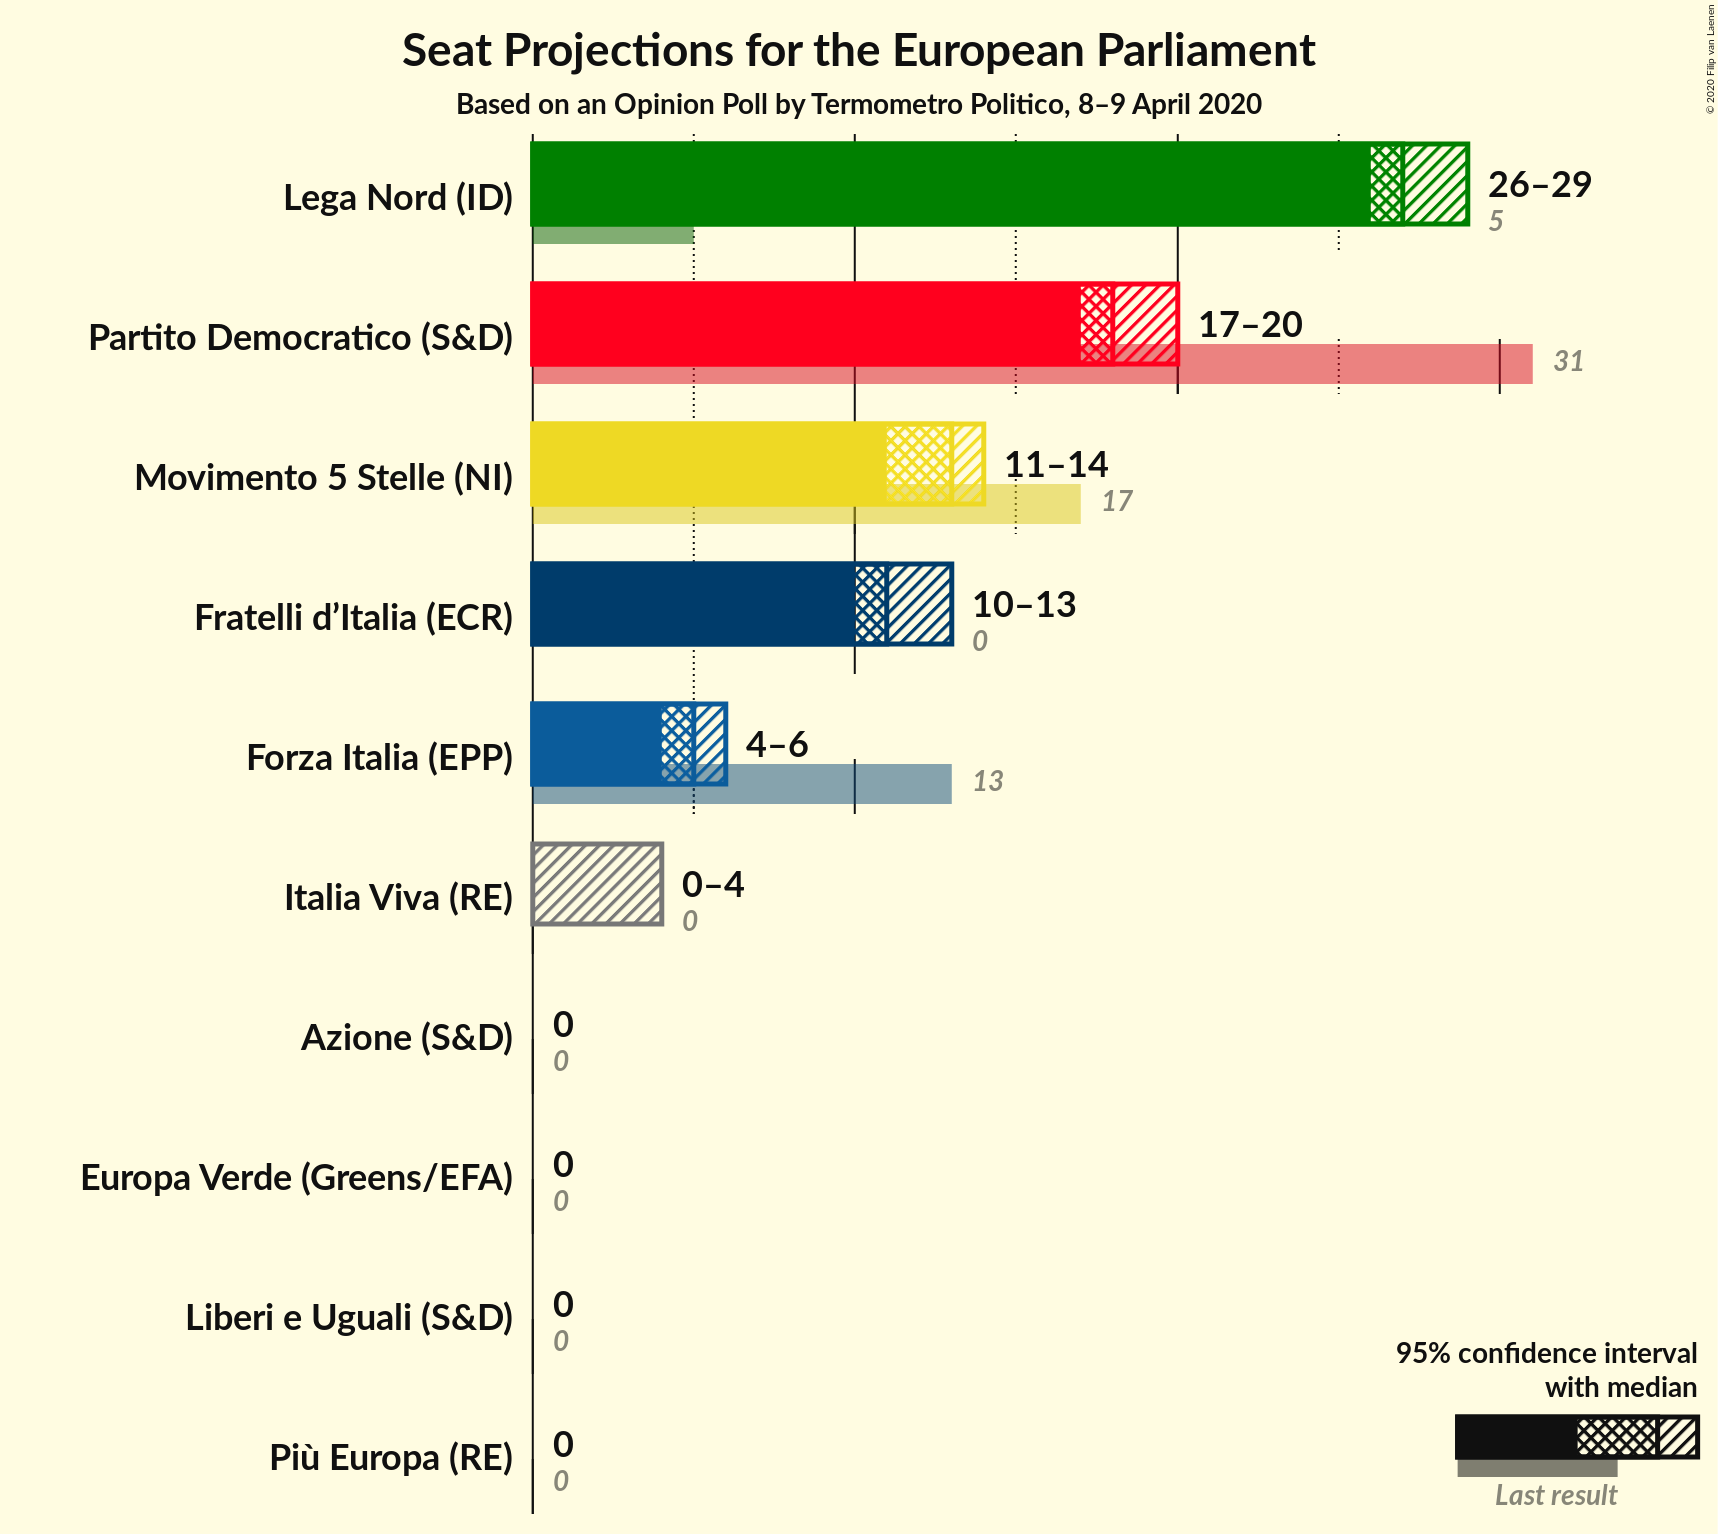 Seat Projections for the European Parliament
Based on an Opinion Poll by Termometro Politico, 8–9 April 2020
© 2020 Filip van Laenen
Lega Nord (ID)
26–29
5
Partito Democratico (S&D)
17–20
31
Movimento 5 Stelle (NI)
11–14
17
Fratelli d’Italia (ECR)
10–13
0
Forza Italia (EPP)
4–6
13
Italia Viva (RE)
0–4
0
Azione (S&D)
0
0
Europa Verde (Greens/EFA)
0
0
Liberi e Uguali (S&D)
0
0
Più Europa (RE)
0
0
95% confidence interval
with median
Last result